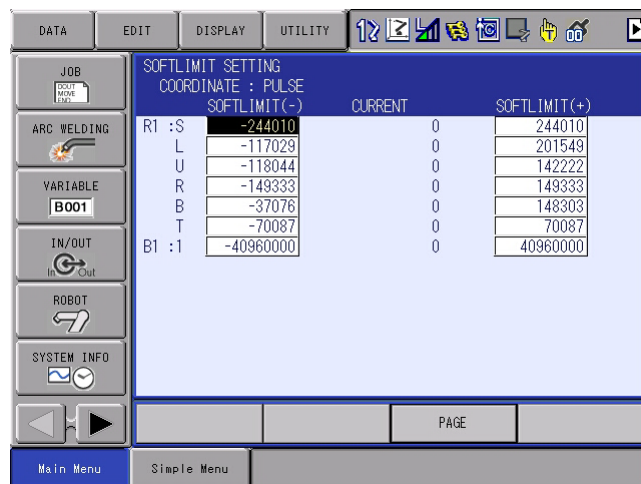 DATA EDIT DISPLAY UTILITY
JOB
DOUT
MOVE
END
ARC WELDING
VARIABLE
B001
IN/OUT
In Out
ROBOT
SYSTEM INFO
SOFTLIMIT SETTING
COORDINATE : PULSE
SOFTLIMIT(-) CURRENT SOFTLIMIT(+)
R1 :S -244010 0 244010
L -117029 0 201549
U -118044 0 142222
R -149333 0 149333
B -37076 0 148303
T -70087 0 70087
B1 :1 -40960000 0 40960000
PAGE
Main Menu Simple Menu